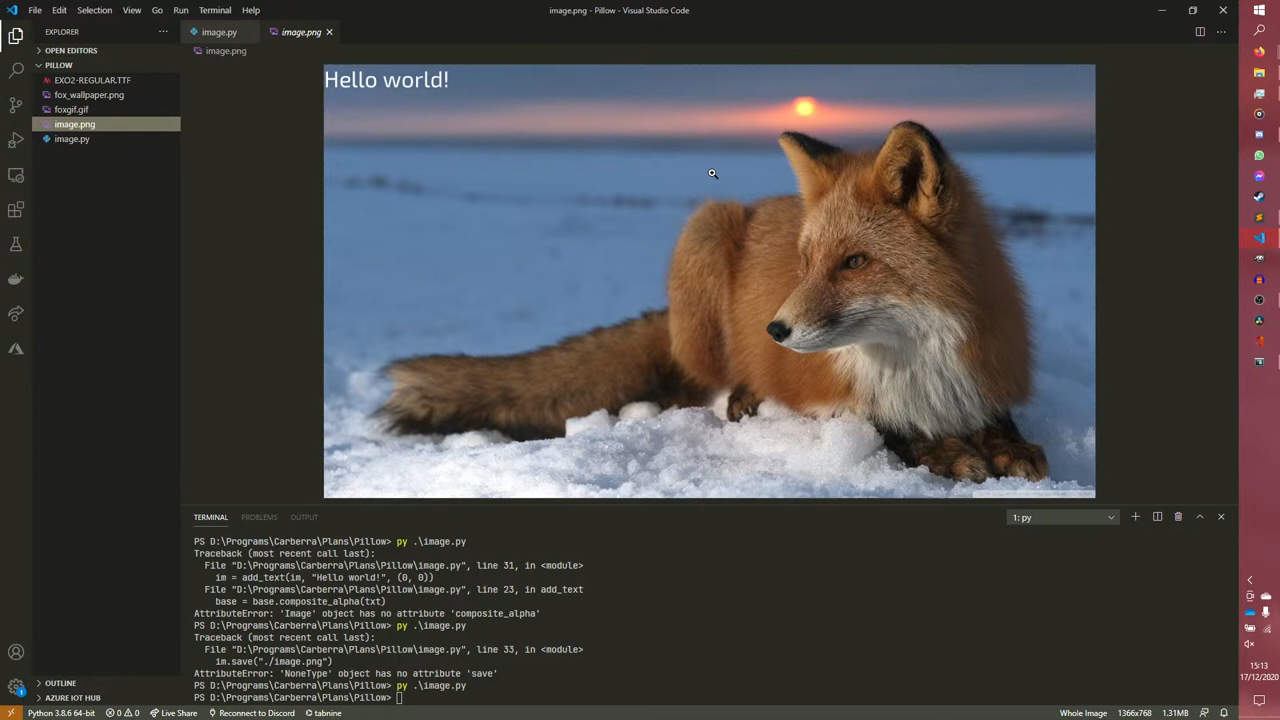 File Edit Selection View Go Run Terminal Help
image.png - Pillow - Visual Studio Code
EXPLORER
OPEN EDITORS
PILLOW
EXO2-REGULAR.TTF
fox_wallpaper.png
foxgif.gif
image.png
image.py
OUTLINE
AZURE IOT HUB
image.py
image.png
image.png
Hello world!
TERMINAL PROBLEMS OUTPUT
1: py
PS D:\Programs\Carberra\Plans\Pillow> py .\image.py
Traceback (most recent call last):
File "D:\Programs\Carberra\Plans\Pillow\image.py", line 31, in <module>
im = add_text(im, "Hello world!", (0, 0))
File "D:\Programs\Carberra\Plans\Pillow\image.py", line 23, in add_text
base = base.composite_alpha(txt)
AttributeError: 'Image' object has no attribute 'composite_alpha'
PS D:\Programs\Carberra\Plans\Pillow> py .\image.py
Traceback (most recent call last):
File "D:\Programs\Carberra\Plans\Pillow\image.py", line 33, in <module>
im.save("./image.png")
AttributeError: 'NoneType' object has no attribute 'save'
PS D:\Programs\Carberra\Plans\Pillow> py .\image.py
PS D:\Programs\Carberra\Plans\Pillow>
1
Python 3.8.6 64-bit 0 0 Live Share Reconnect to Discord tabnine
Whole Image 1366x768 1.31MB
15:13
17/12/2020